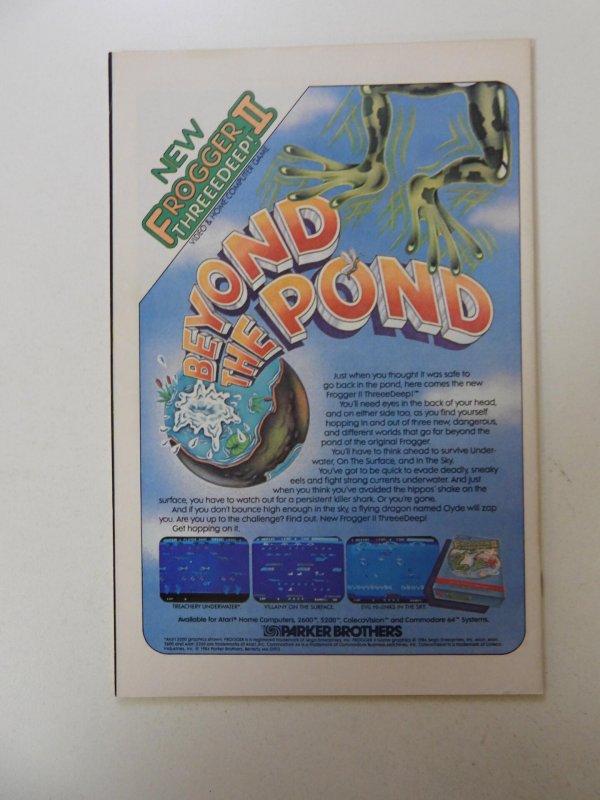 NEW
FROGGER II
THREEEDEEP!
VIDEO & HOME COMPUTER GAME
BEYOND
THE POND
Just when you thought it was safe to
go back in the pond, here comes the new
Frogger II ThreeeDeep!™
You'll need eyes in the back of your head,
and on either side too, as you find yourself
hopping in and out of three new, dangerous,
and different worlds that go far beyond the
pond of the original Frogger.
You'll have to think ahead to survive Under-
water, On The Surface, and In The Sky.
You've got to be quick to evade deadly, sneaky
eels and fight strong currents underwater. And just
when you think you've avoided the hippos' shake on the
surface, you have to watch out for a persistent killer shark. Or you're gone.
And if you don't bounce high enough in the sky, a flying dragon named Clyde will zap
you. Are you up to the challenge? Find out. New Frogger II ThreeeDeep!
Get hopping on it.
TREACHERY UNDERWATER*.
VILLAINY ON THE SURFACE.
EVIL HI-JINKS IN THE SKY.
Available for Atari® Home Computers, 2600™, 5200™, ColecoVision™ and Commodore 64™ Systems.
PARKER BROTHERS